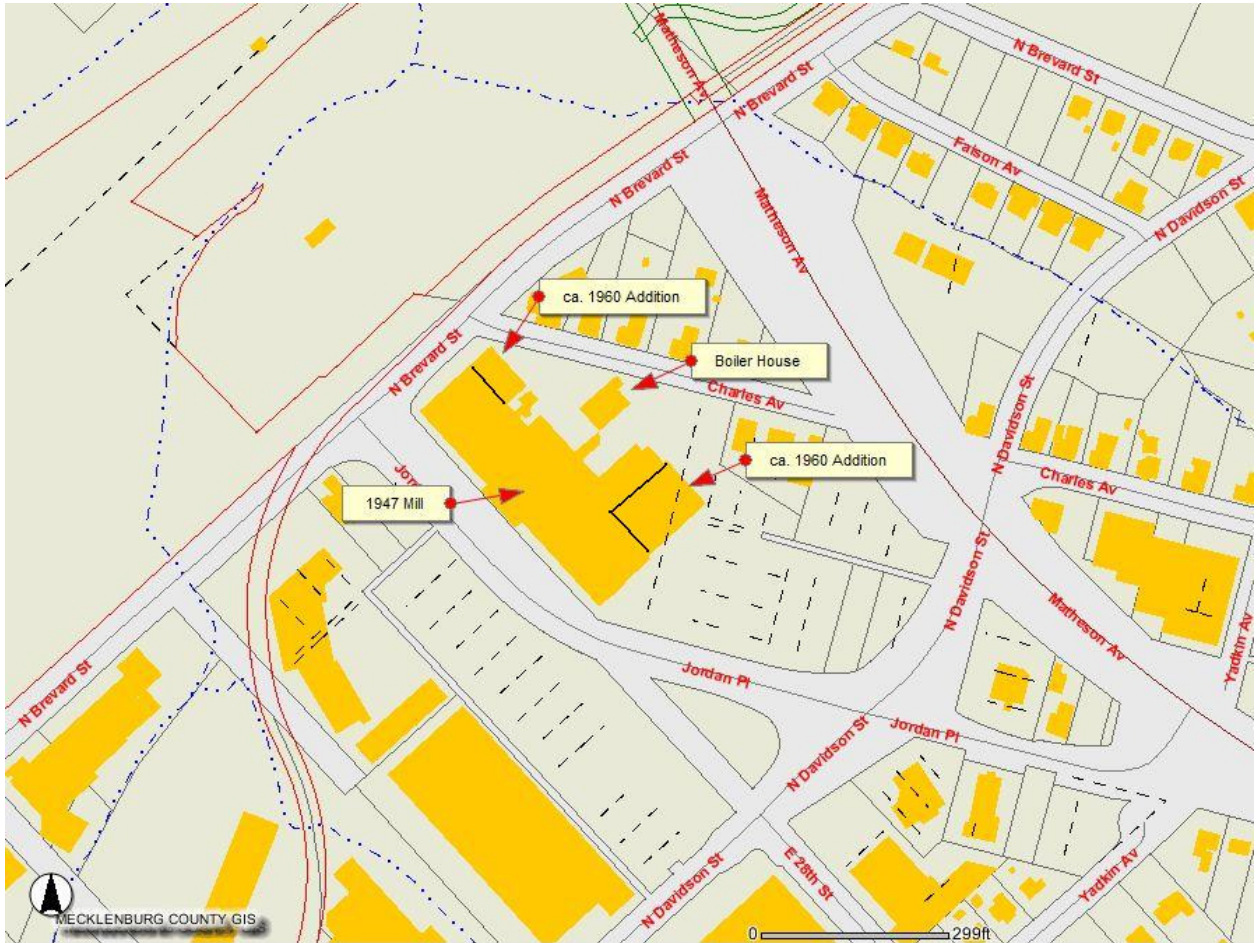 Matheson Av
N Brevard St
N Brevard St
Faison Av
N Brevard St
Matheson Av
N Davidson St
ca. 1960 Addition
N Brevard St
Boiler House
Charles Av
N Davidson St
ca. 1960 Addition
Charles Av
1947 Mill
N Davidson St
Matheson Av
Yadkin Av
N Brevard St
Jordan Pl
Jordan Pl
N Davidson St
E 28th St
N Davidson St
Yadkin Av
MECKLENBURG COUNTY GIS
0 299ft